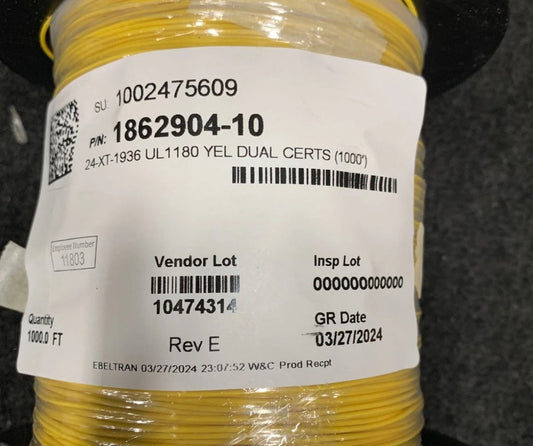 SU: 1002475609
P/N: 1862904-10
24-XT-1936 UL1180 YEL DUAL CERTS (1000')
Employee Number
11803
Vendor Lot
10474314
Insp Lot
000000000000
Quantity
1000.0 FT
Rev E
GR Date
03/27/2024
EBELTRAN 03/27/2024 23:07:52 W&C Prod Recpt